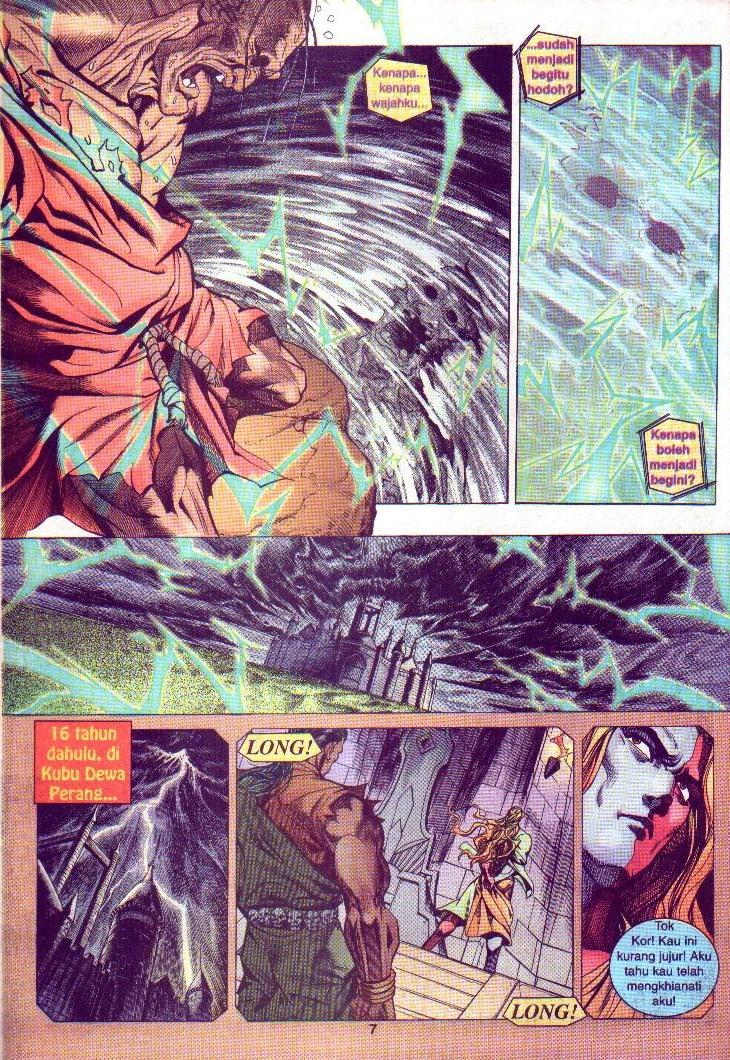 Kenapa...
kenapa
wajahku...
...sudah
menjadi
begitu
hodoh?
Kenapa
boleh
menjadi
begini?
16 tahun
dahulu, di
Kubu Dewa
Perang...
LONG!
LONG!
Tok
Kor! Kau ini
kurang jujur! Aku
tahu kau telah
mengkhianati
aku!
7